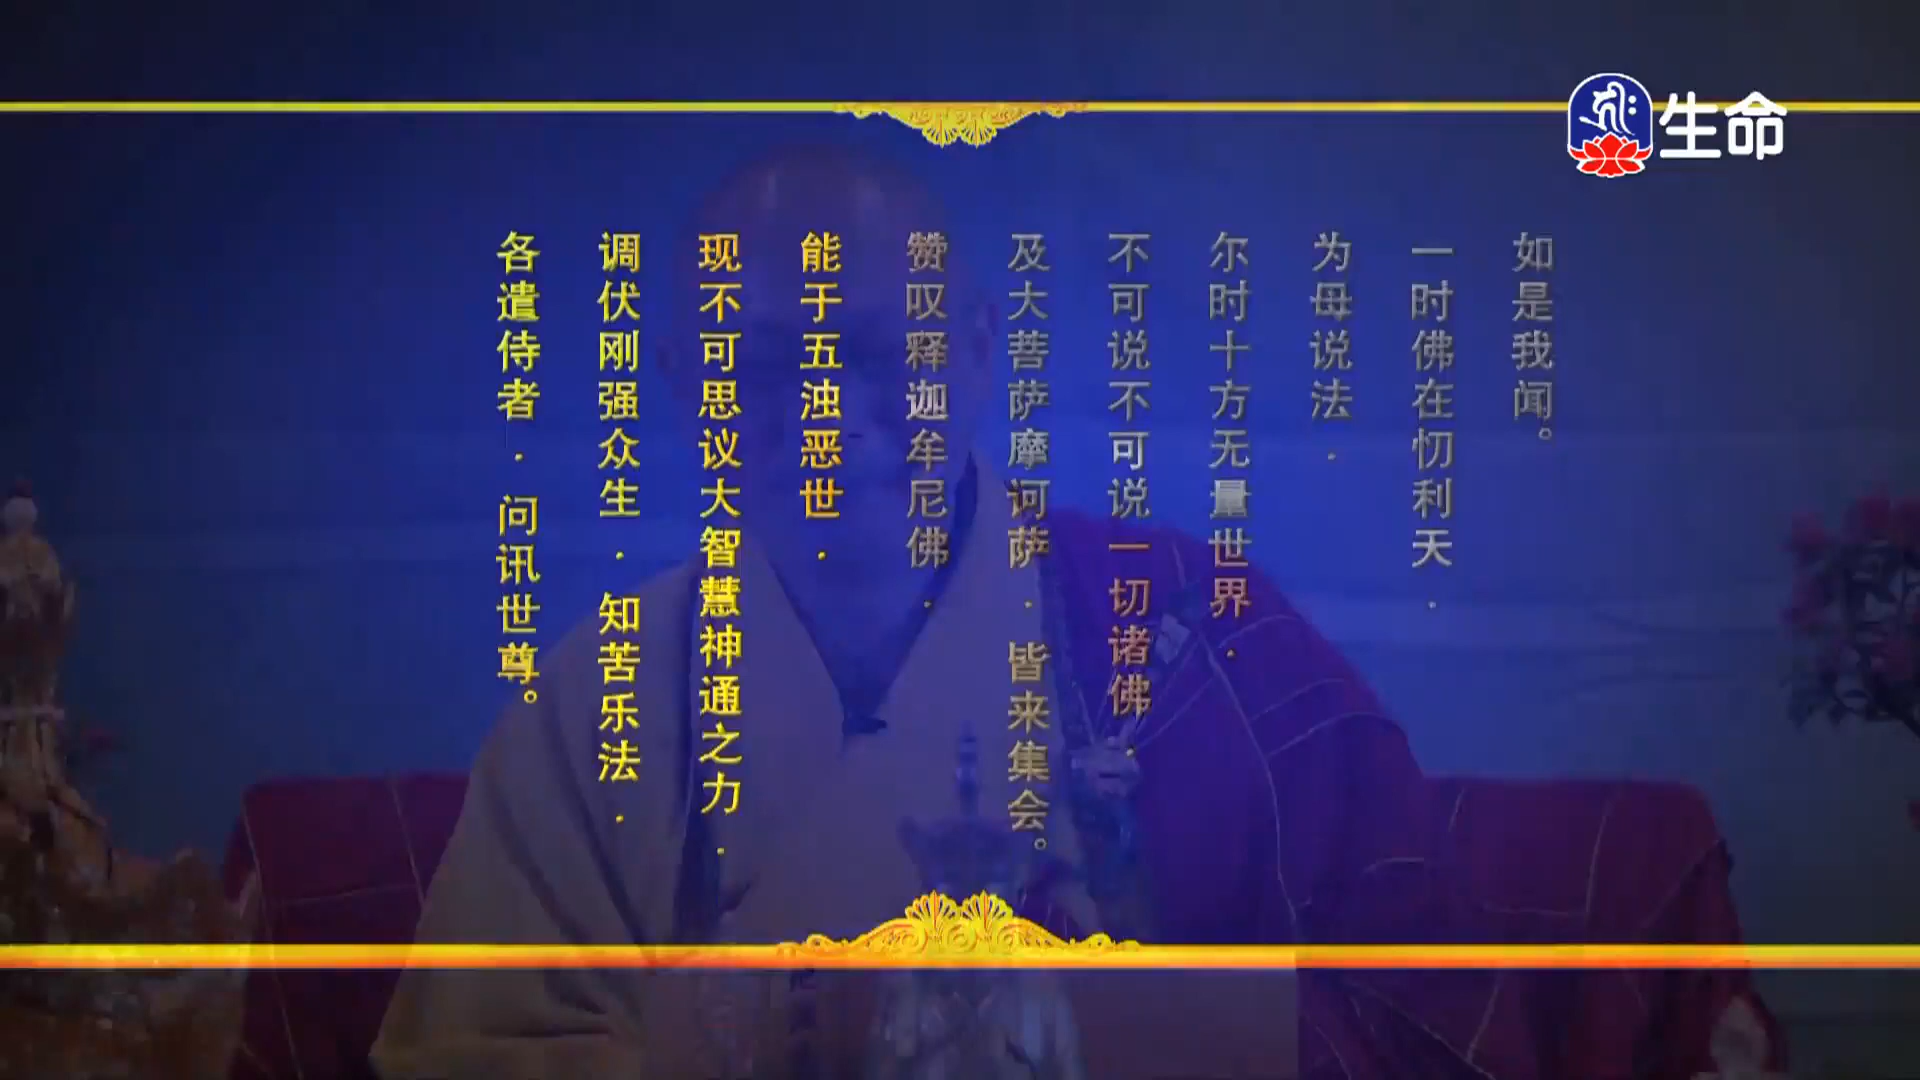 生命
如是我闻。
一时佛在忉利天．
为母说法．
尔时十方无量世界．
不可说不可说一切诸佛．
及大菩萨摩诃萨．皆来集会。
赞叹释迦牟尼佛．
能于五浊恶世．
现不可思议大智慧神通之力．
调伏刚强众生．知苦乐法．
各遣侍者．问讯世尊。